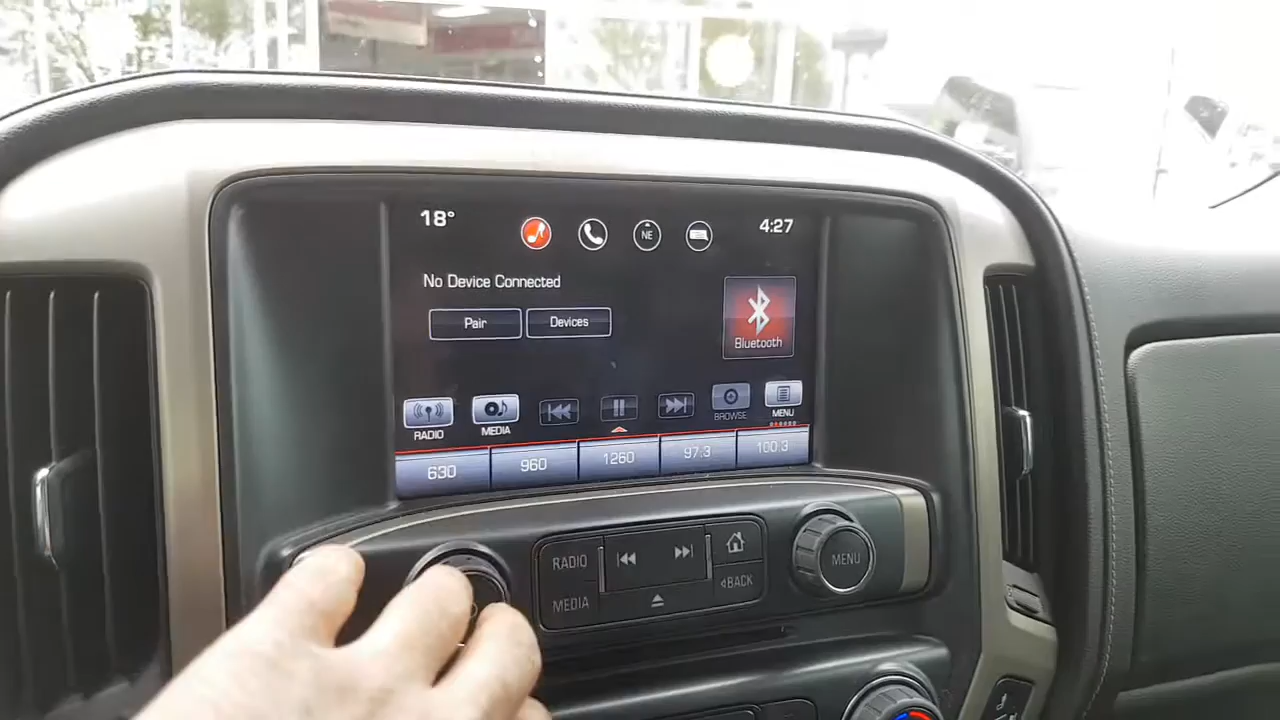 18°
NE
4:27
No Device Connected
Pair
Devices
Bluetooth
RADIO
MEDIA
BROWSE
MENU
630
960
1260
97.3
100.3
RADIO
MEDIA
BACK
MENU